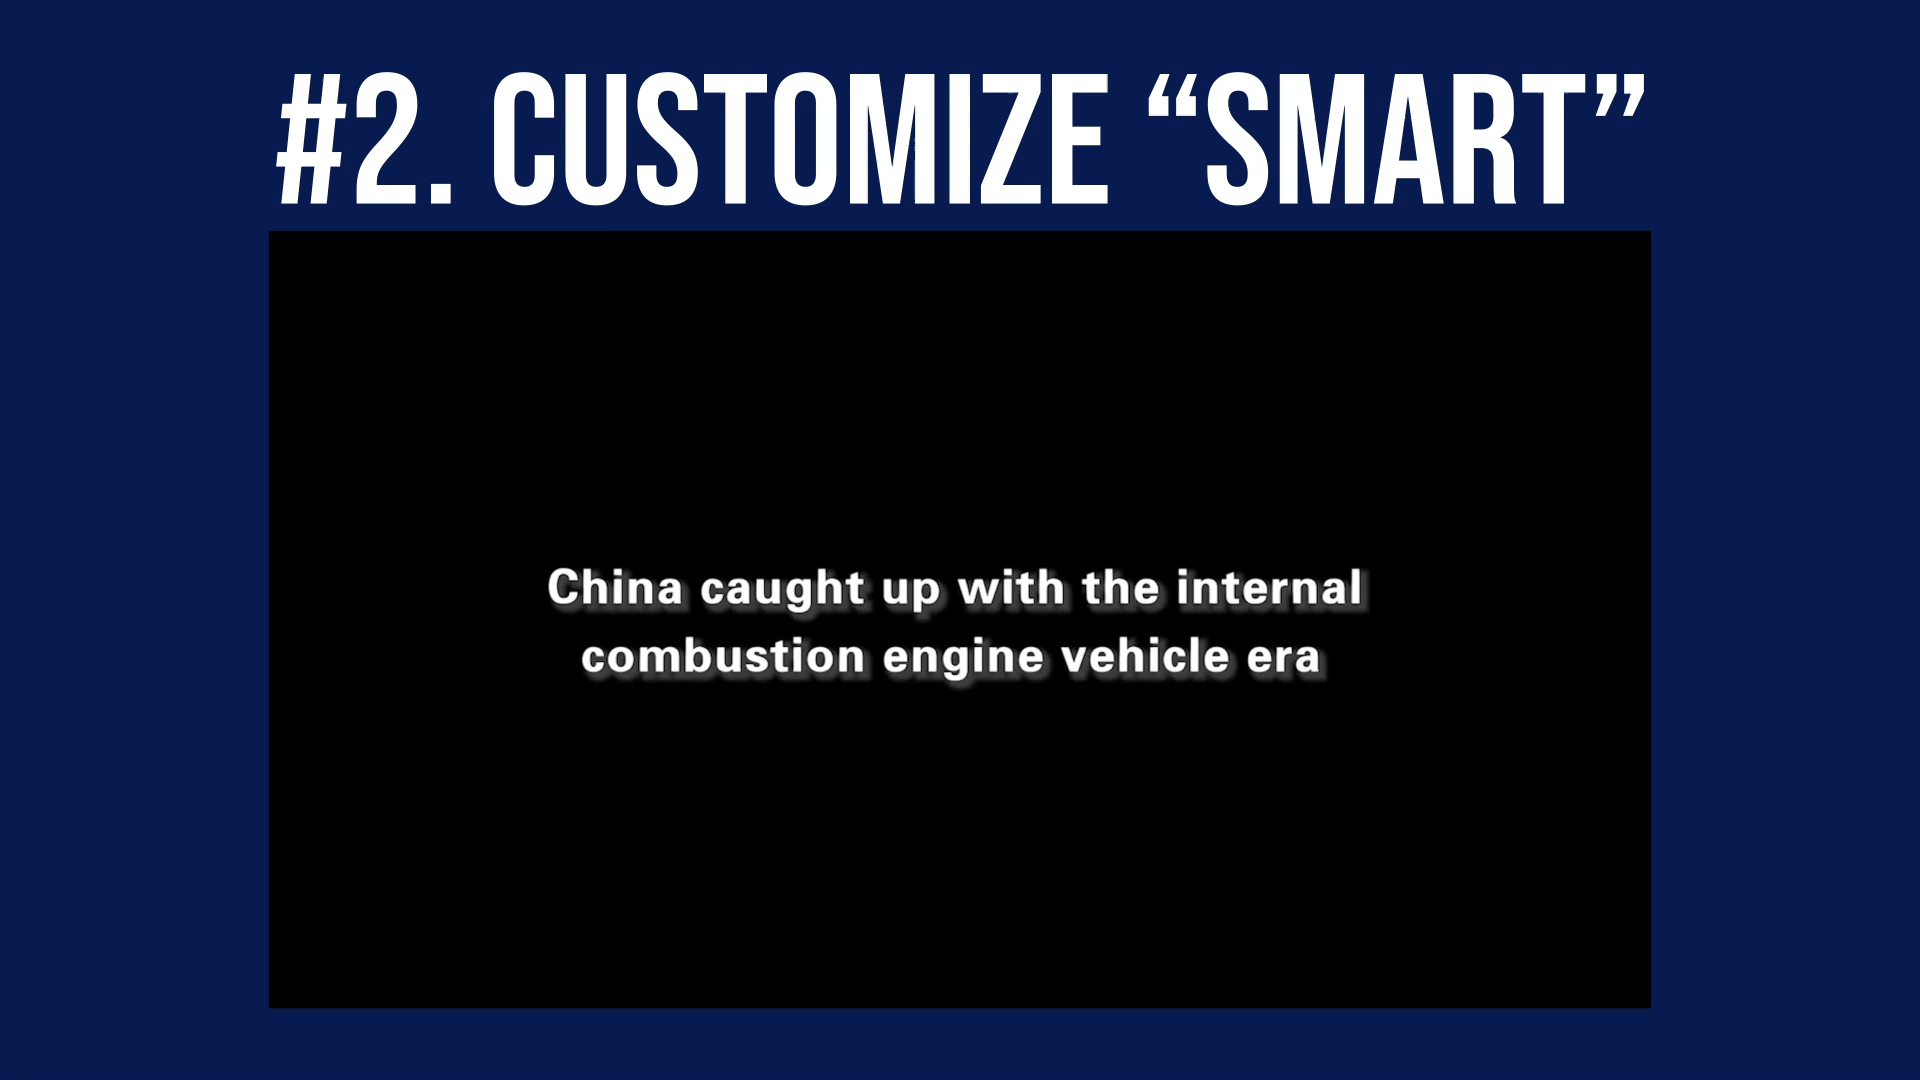 #2. CUSTOMIZE “SMART”
China caught up with the internal
combustion engine vehicle era